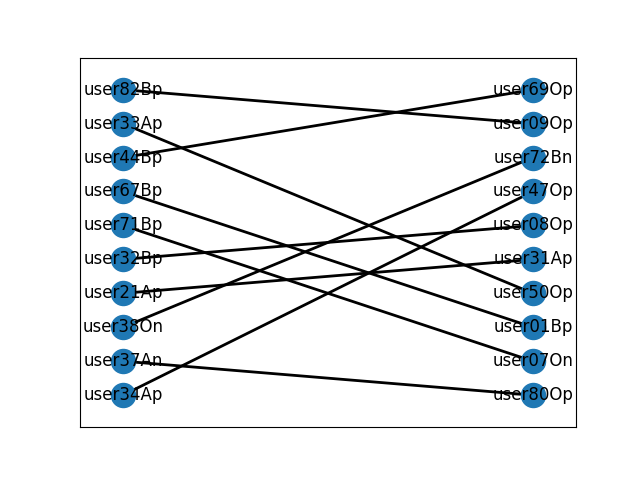 user82Bp user69Op
user33Ap user09Op
user44Bp user72Bn
user67Bp user47Op
user71Bp user08Op
user32Bp user31Ap
user21Ap user50Op
user38On user01Bp
user37An user07On
user34Ap user80Op